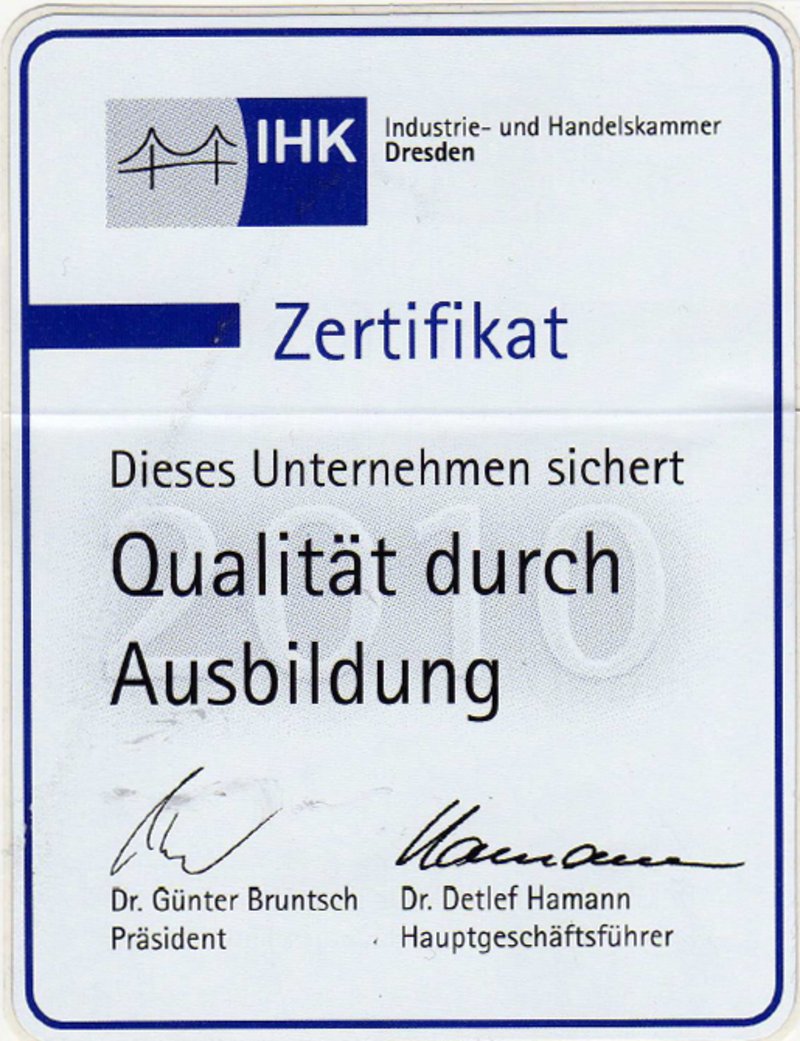 IHK
Industrie- und Handelskammer
Dresden
Zertifikat
Dieses Unternehmen sichert
2010
Qualität durch
Ausbildung
Hamann
Dr. Günter Bruntsch
Präsident
Dr. Detlef Hamann
Hauptgeschäftsführer